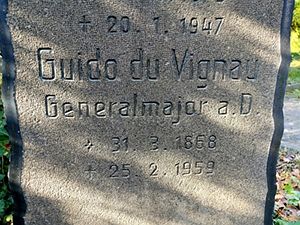 † 20. 1. 1947
Guido du Vignau
Generalmajor a.D.
* 31. 3. 1868
† 25. 2. 1959